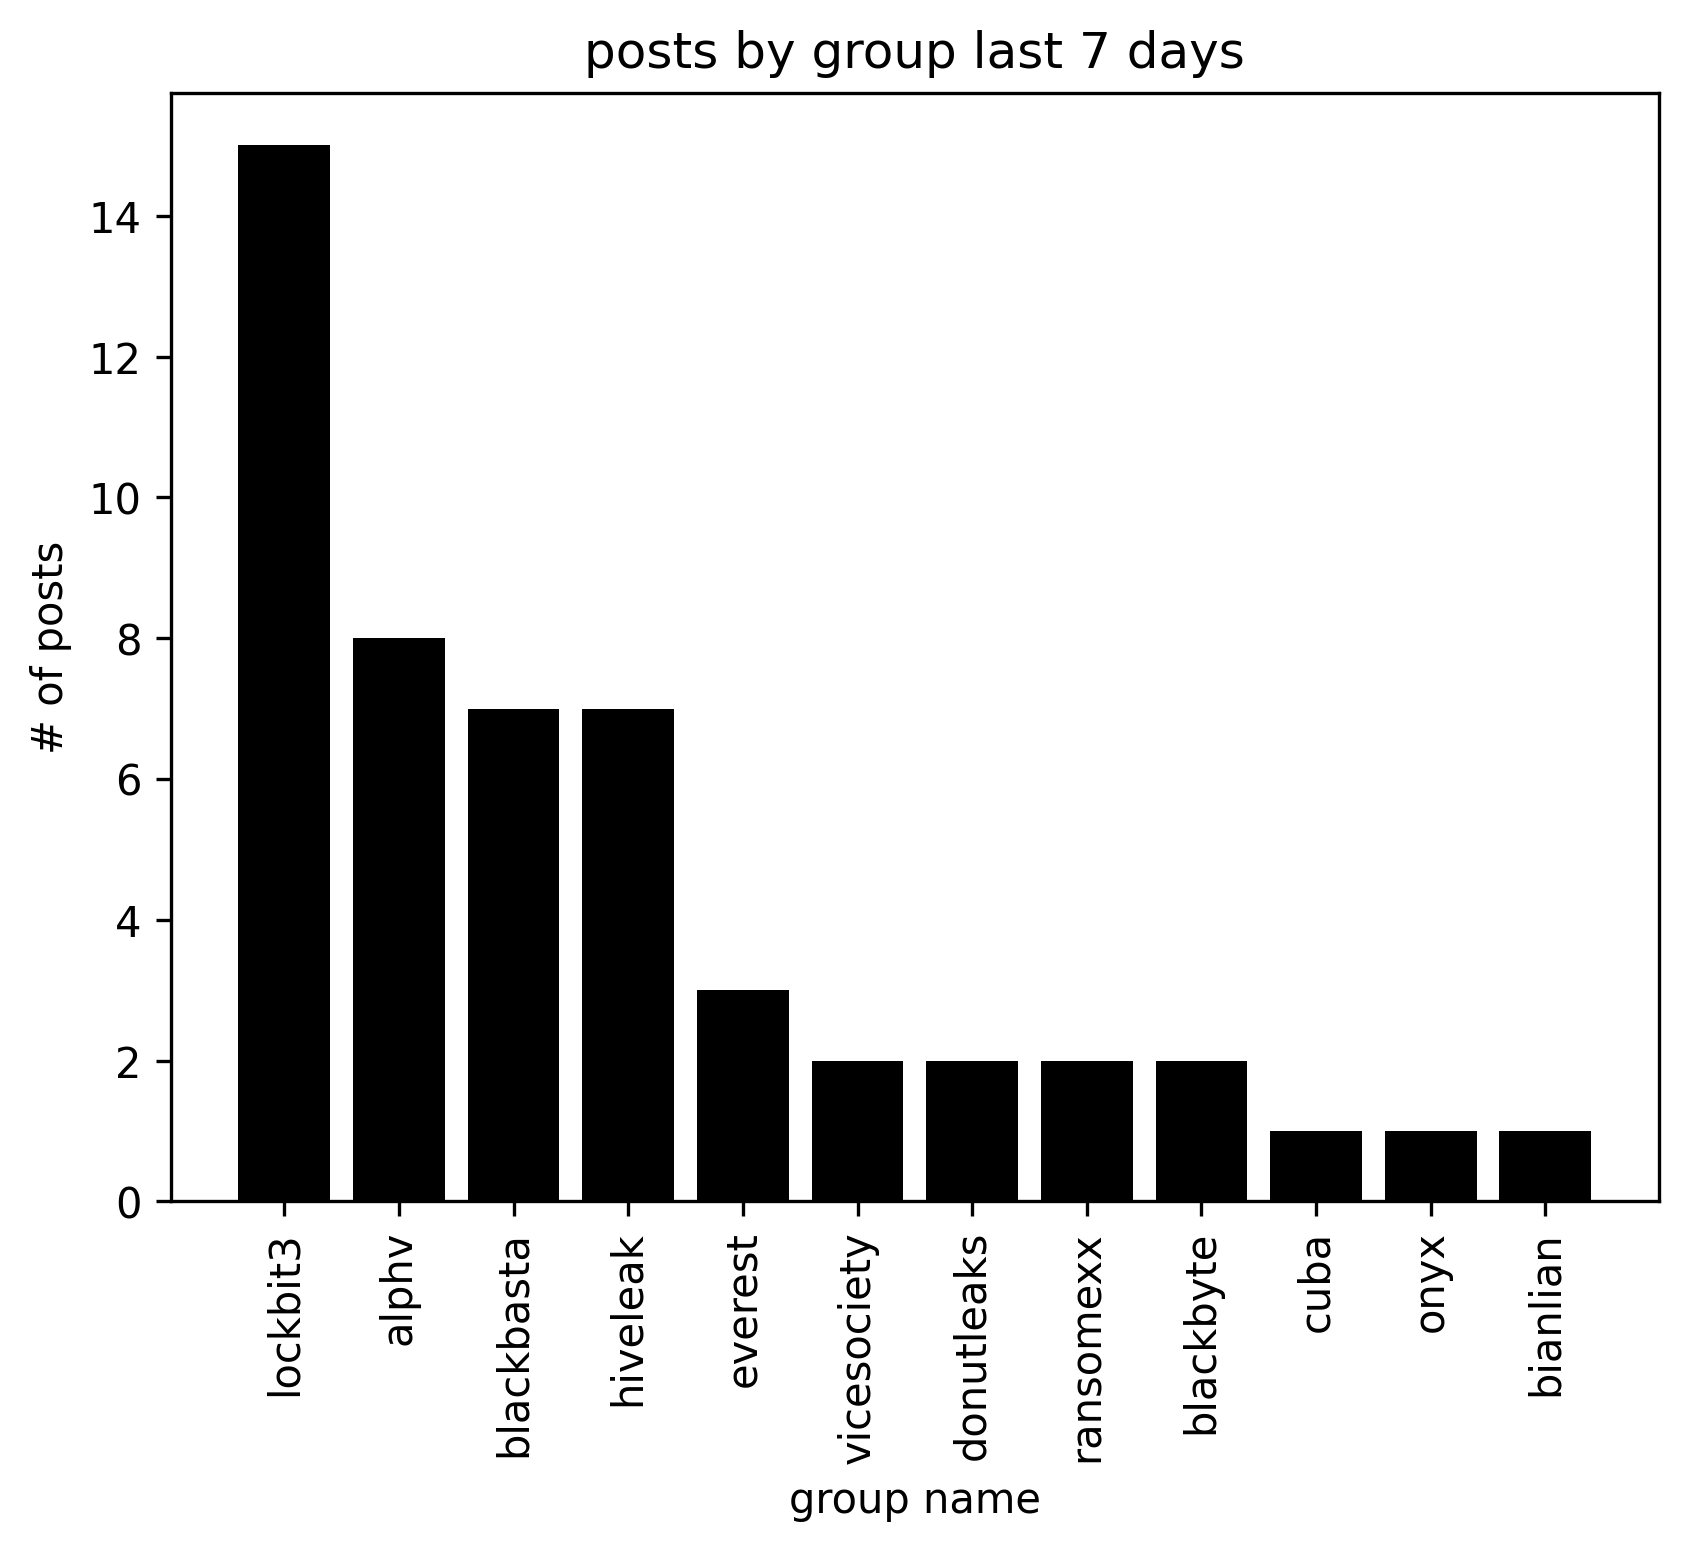 posts by group last 7 days
# of posts
14
12
10
8
6
4
2
0
lockbit3
alphv
blackbasta
hiveleak
everest
vicesociety
donutleaks
ransomexx
blackbyte
cuba
onyx
bianlian
group name